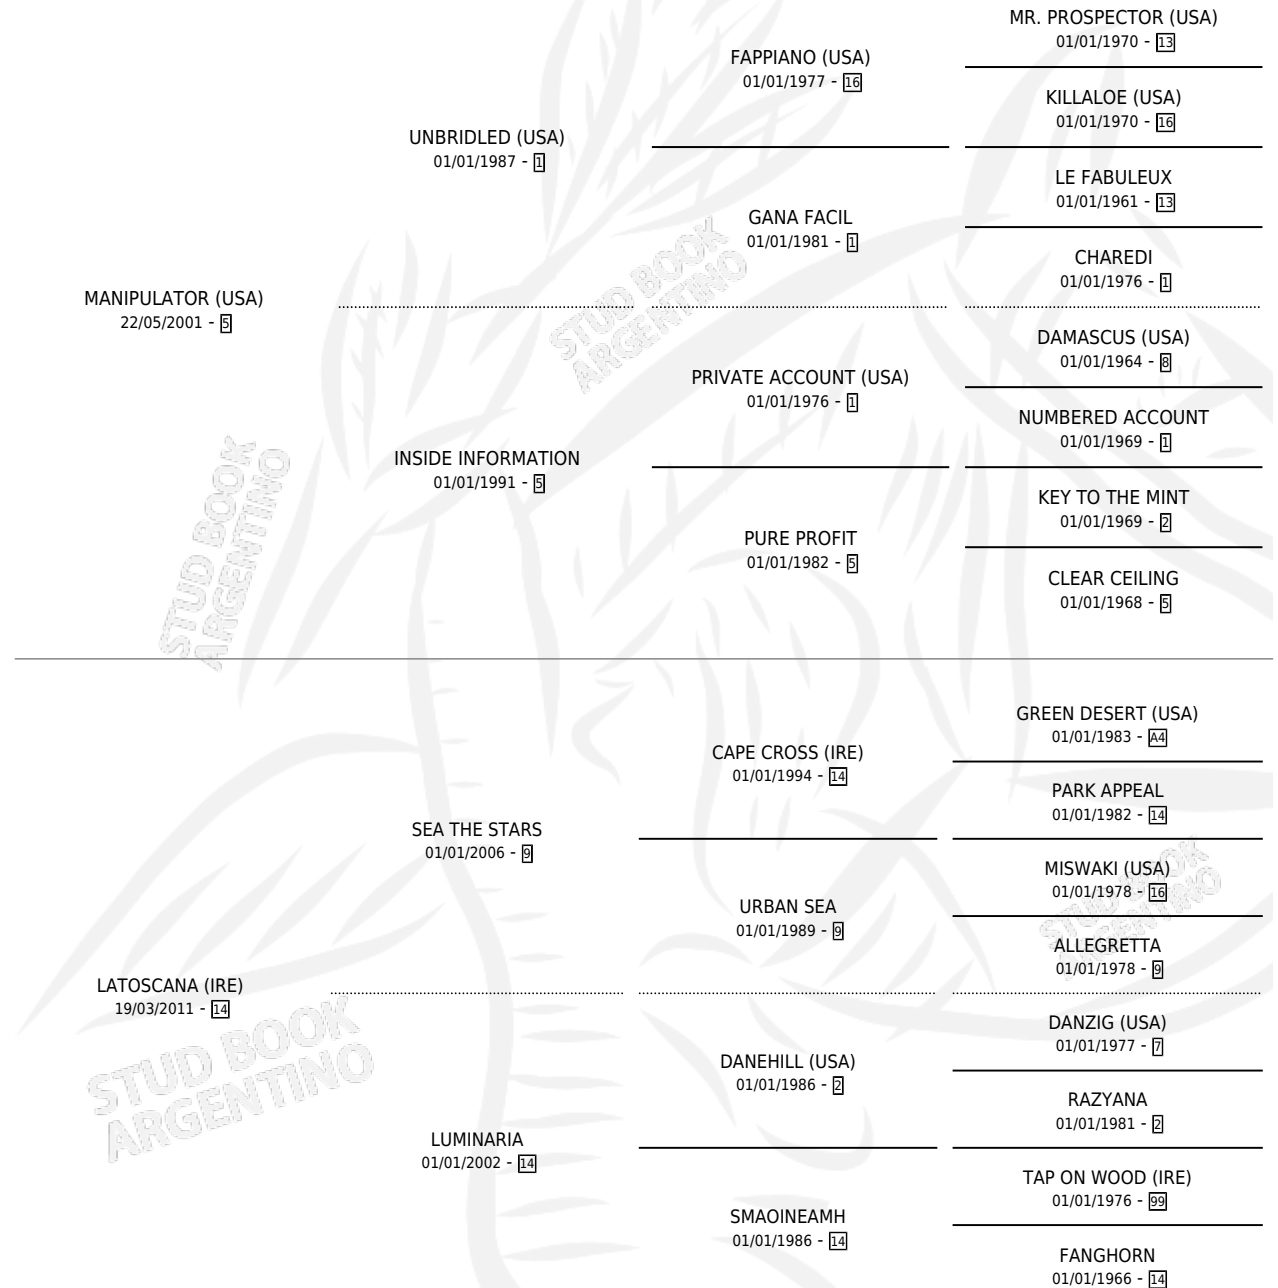 MR. PROSPECTOR (USA)
01/01/1970 - 13
FAPPIANO (USA)
01/01/1977 - 16
KILLALOE (USA)
01/01/1970 - 16
UNBRIDLED (USA)
01/01/1987 - 1
LE FABULEUX
01/01/1961 - 13
GANA FACIL
01/01/1981 - 1
CHAREDI
01/01/1976 - 1
MANIPULATOR (USA)
22/05/2001 - 5
DAMASCUS (USA)
01/01/1964 - 8
PRIVATE ACCOUNT (USA)
01/01/1976 - 1
NUMBERED ACCOUNT
01/01/1969 - 1
INSIDE INFORMATION
01/01/1991 - 5
KEY TO THE MINT
01/01/1969 - 2
PURE PROFIT
01/01/1982 - 5
CLEAR CEILING
01/01/1968 - 5
GREEN DESERT (USA)
01/01/1983 - A4
CAPE CROSS (IRE)
01/01/1994 - 14
PARK APPEAL
01/01/1982 - 14
SEA THE STARS
01/01/2006 - 9
MISWAKI (USA)
01/01/1978 - 16
URBAN SEA
01/01/1989 - 9
ALLEGRETTA
01/01/1978 - 9
LATOSCANA (IRE)
19/03/2011 - 14
DANZIG (USA)
01/01/1977 - 7
DANEHILL (USA)
01/01/1986 - 2
RAZYANA
01/01/1981 - 2
LUMINARIA
01/01/2002 - 14
TAP ON WOOD (IRE)
01/01/1976 - 99
SMAOINEAMH
01/01/1986 - 14
FANGHORN
01/01/1966 - 14
STUD BOOK
ARGENTINO
STUD BOOK
ARGENTINO
STUD BOOK
ARGENTINO
STUD BOOK
ARGENTINO